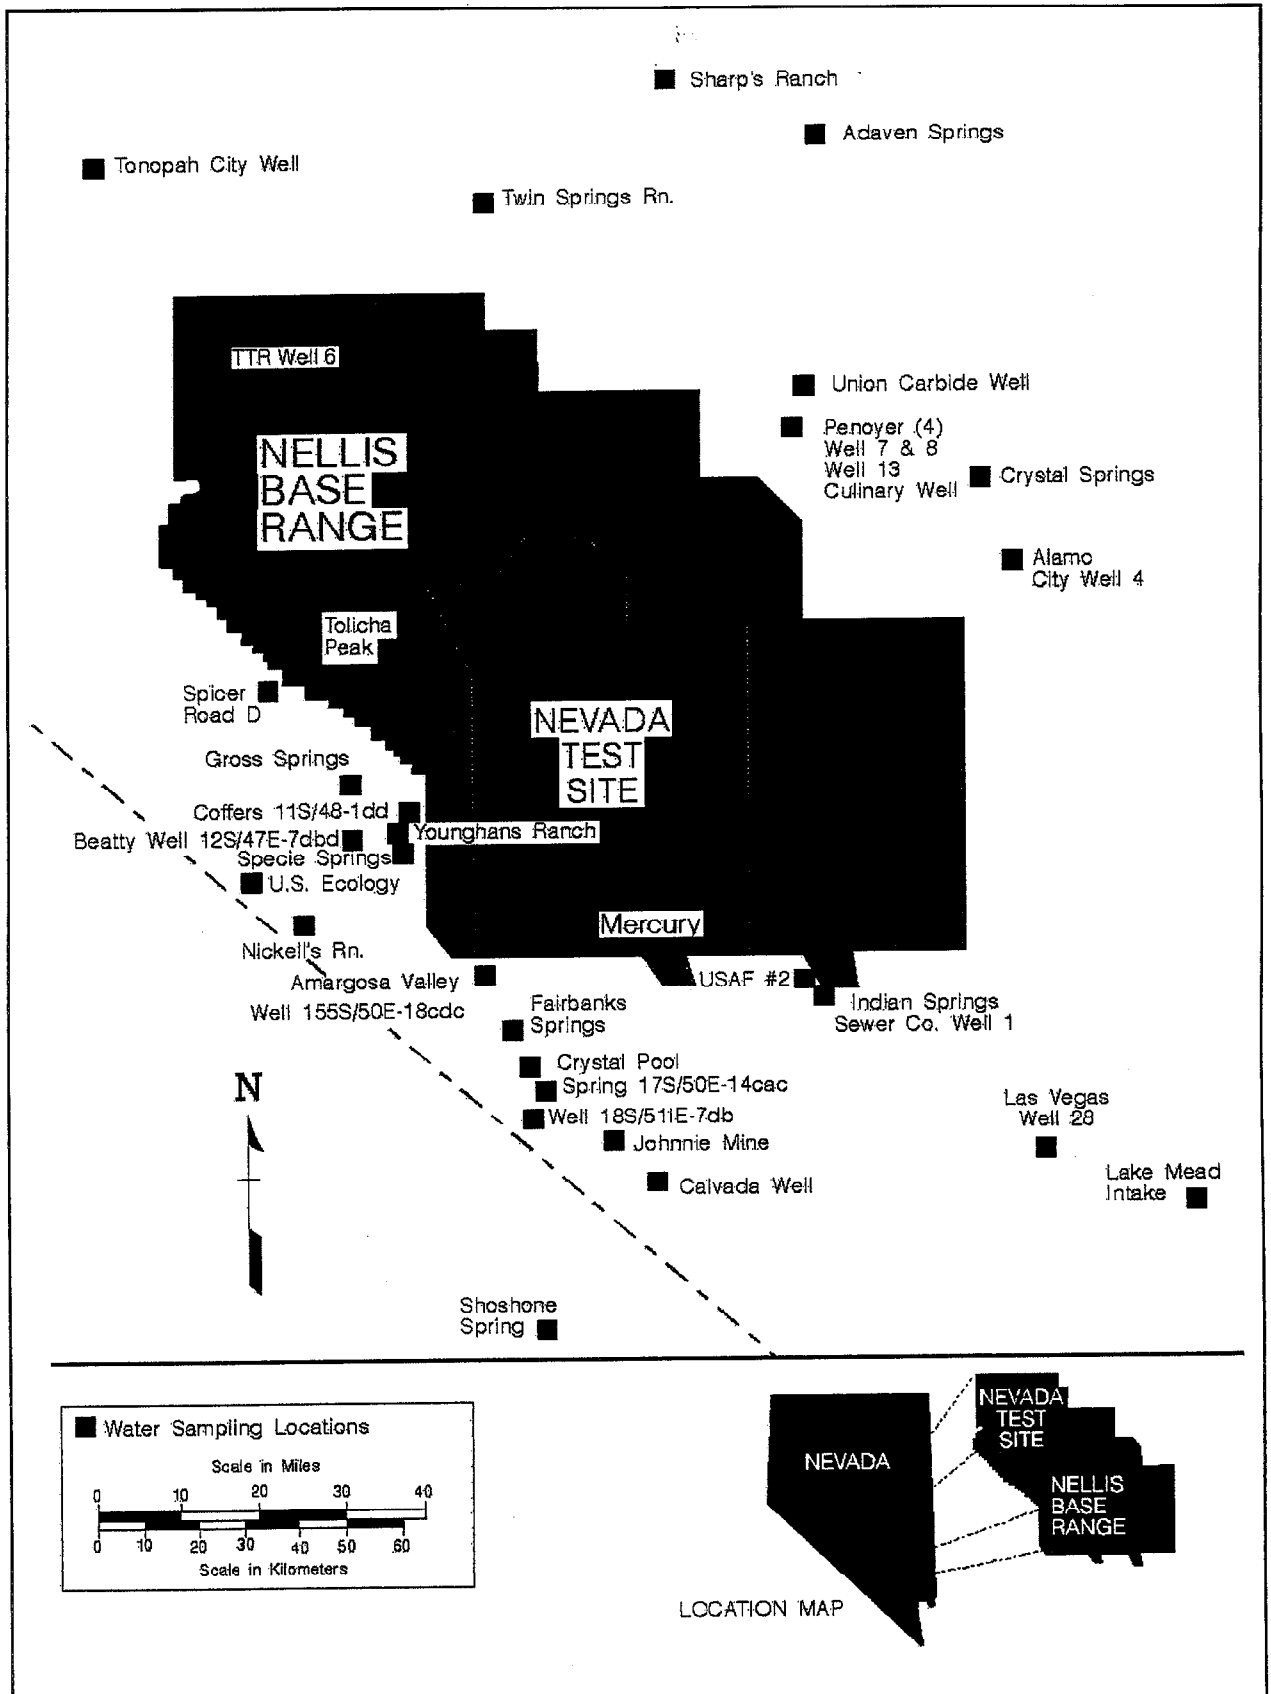 Sharp's Ranch
Adaven Springs
Tonopah City Well
Twin Springs Rn.
TTR Well 6
Union Carbide Well
NELLIS
BASE
RANGE
Penoyer (4)
Well 7 & 8
Well 13
Culinary Well
Crystal Springs
Alamo
City Well 4
Tolicha
Peak
Spicer
Road D
NEVADA
TEST
SITE
Gross Springs
Coffers 11S/48-1dd
Younghans Ranch
Beatty Well 12S/47E-7dbd
Specie Springs
U.S. Ecology
Mercury
Nickell's Rn.
Amargosa Valley
Well 155S/50E-18cdc
USAF #2
Indian Springs
Sewer Co. Well 1
Fairbanks
Springs
Crystal Pool
Spring 17S/50E-14cac
Well 18S/511E-7db
Johnnie Mine
Calvada Well
Las Vegas
Well 28
Lake Mead
Intake
N
Shoshone
Spring
Water Sampling Locations
Scale in Miles
0 10 20 30 40
0 10 20 30 40 50 60
Scale in Kilometers
NEVADA
NEVADA
TEST
SITE
NELLIS
BASE
RANGE
LOCATION MAP